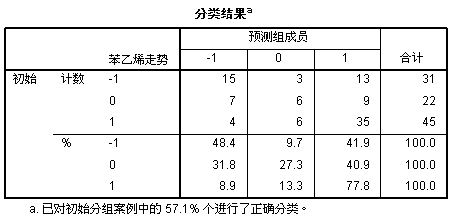 分类结果a
预测组成员
苯乙烯走势 -1 0 1 合计
初始 计数 -1 15 3 13 31
0 7 6 9 22
1 4 6 35 45
% -1 48.4 9.7 41.9 100.0
0 31.8 27.3 40.9 100.0
1 8.9 13.3 77.8 100.0
a. 已对初始分组案例中的 57.1% 个进行了正确分类。